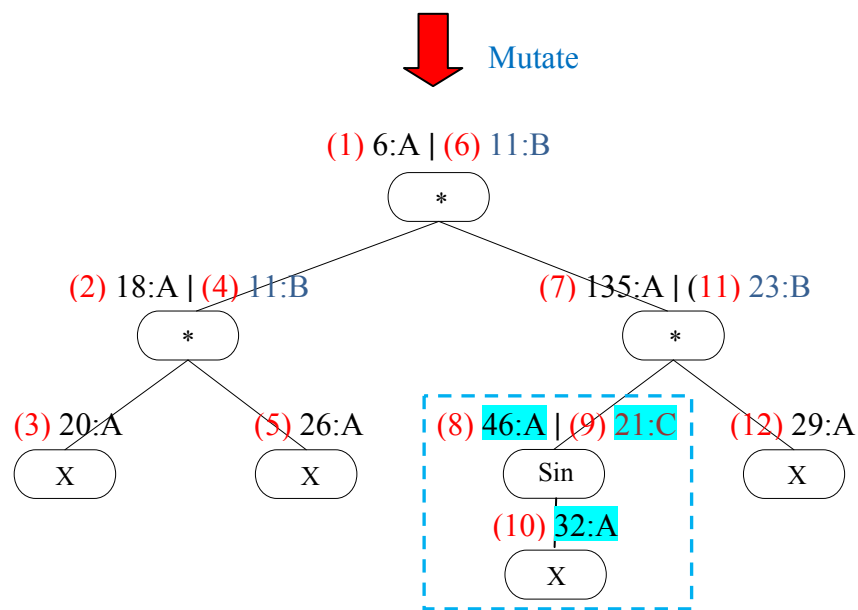 Mutate
(1) 6:A | (6) 11:B
*
(2) 18:A | (4) 11:B
(7) 135:A | (11) 23:B
*
*
(3) 20:A
(5) 26:A
(8) 46:A | (9) 21:C
(12) 29:A
X
X
Sin
X
(10) 32:A
X